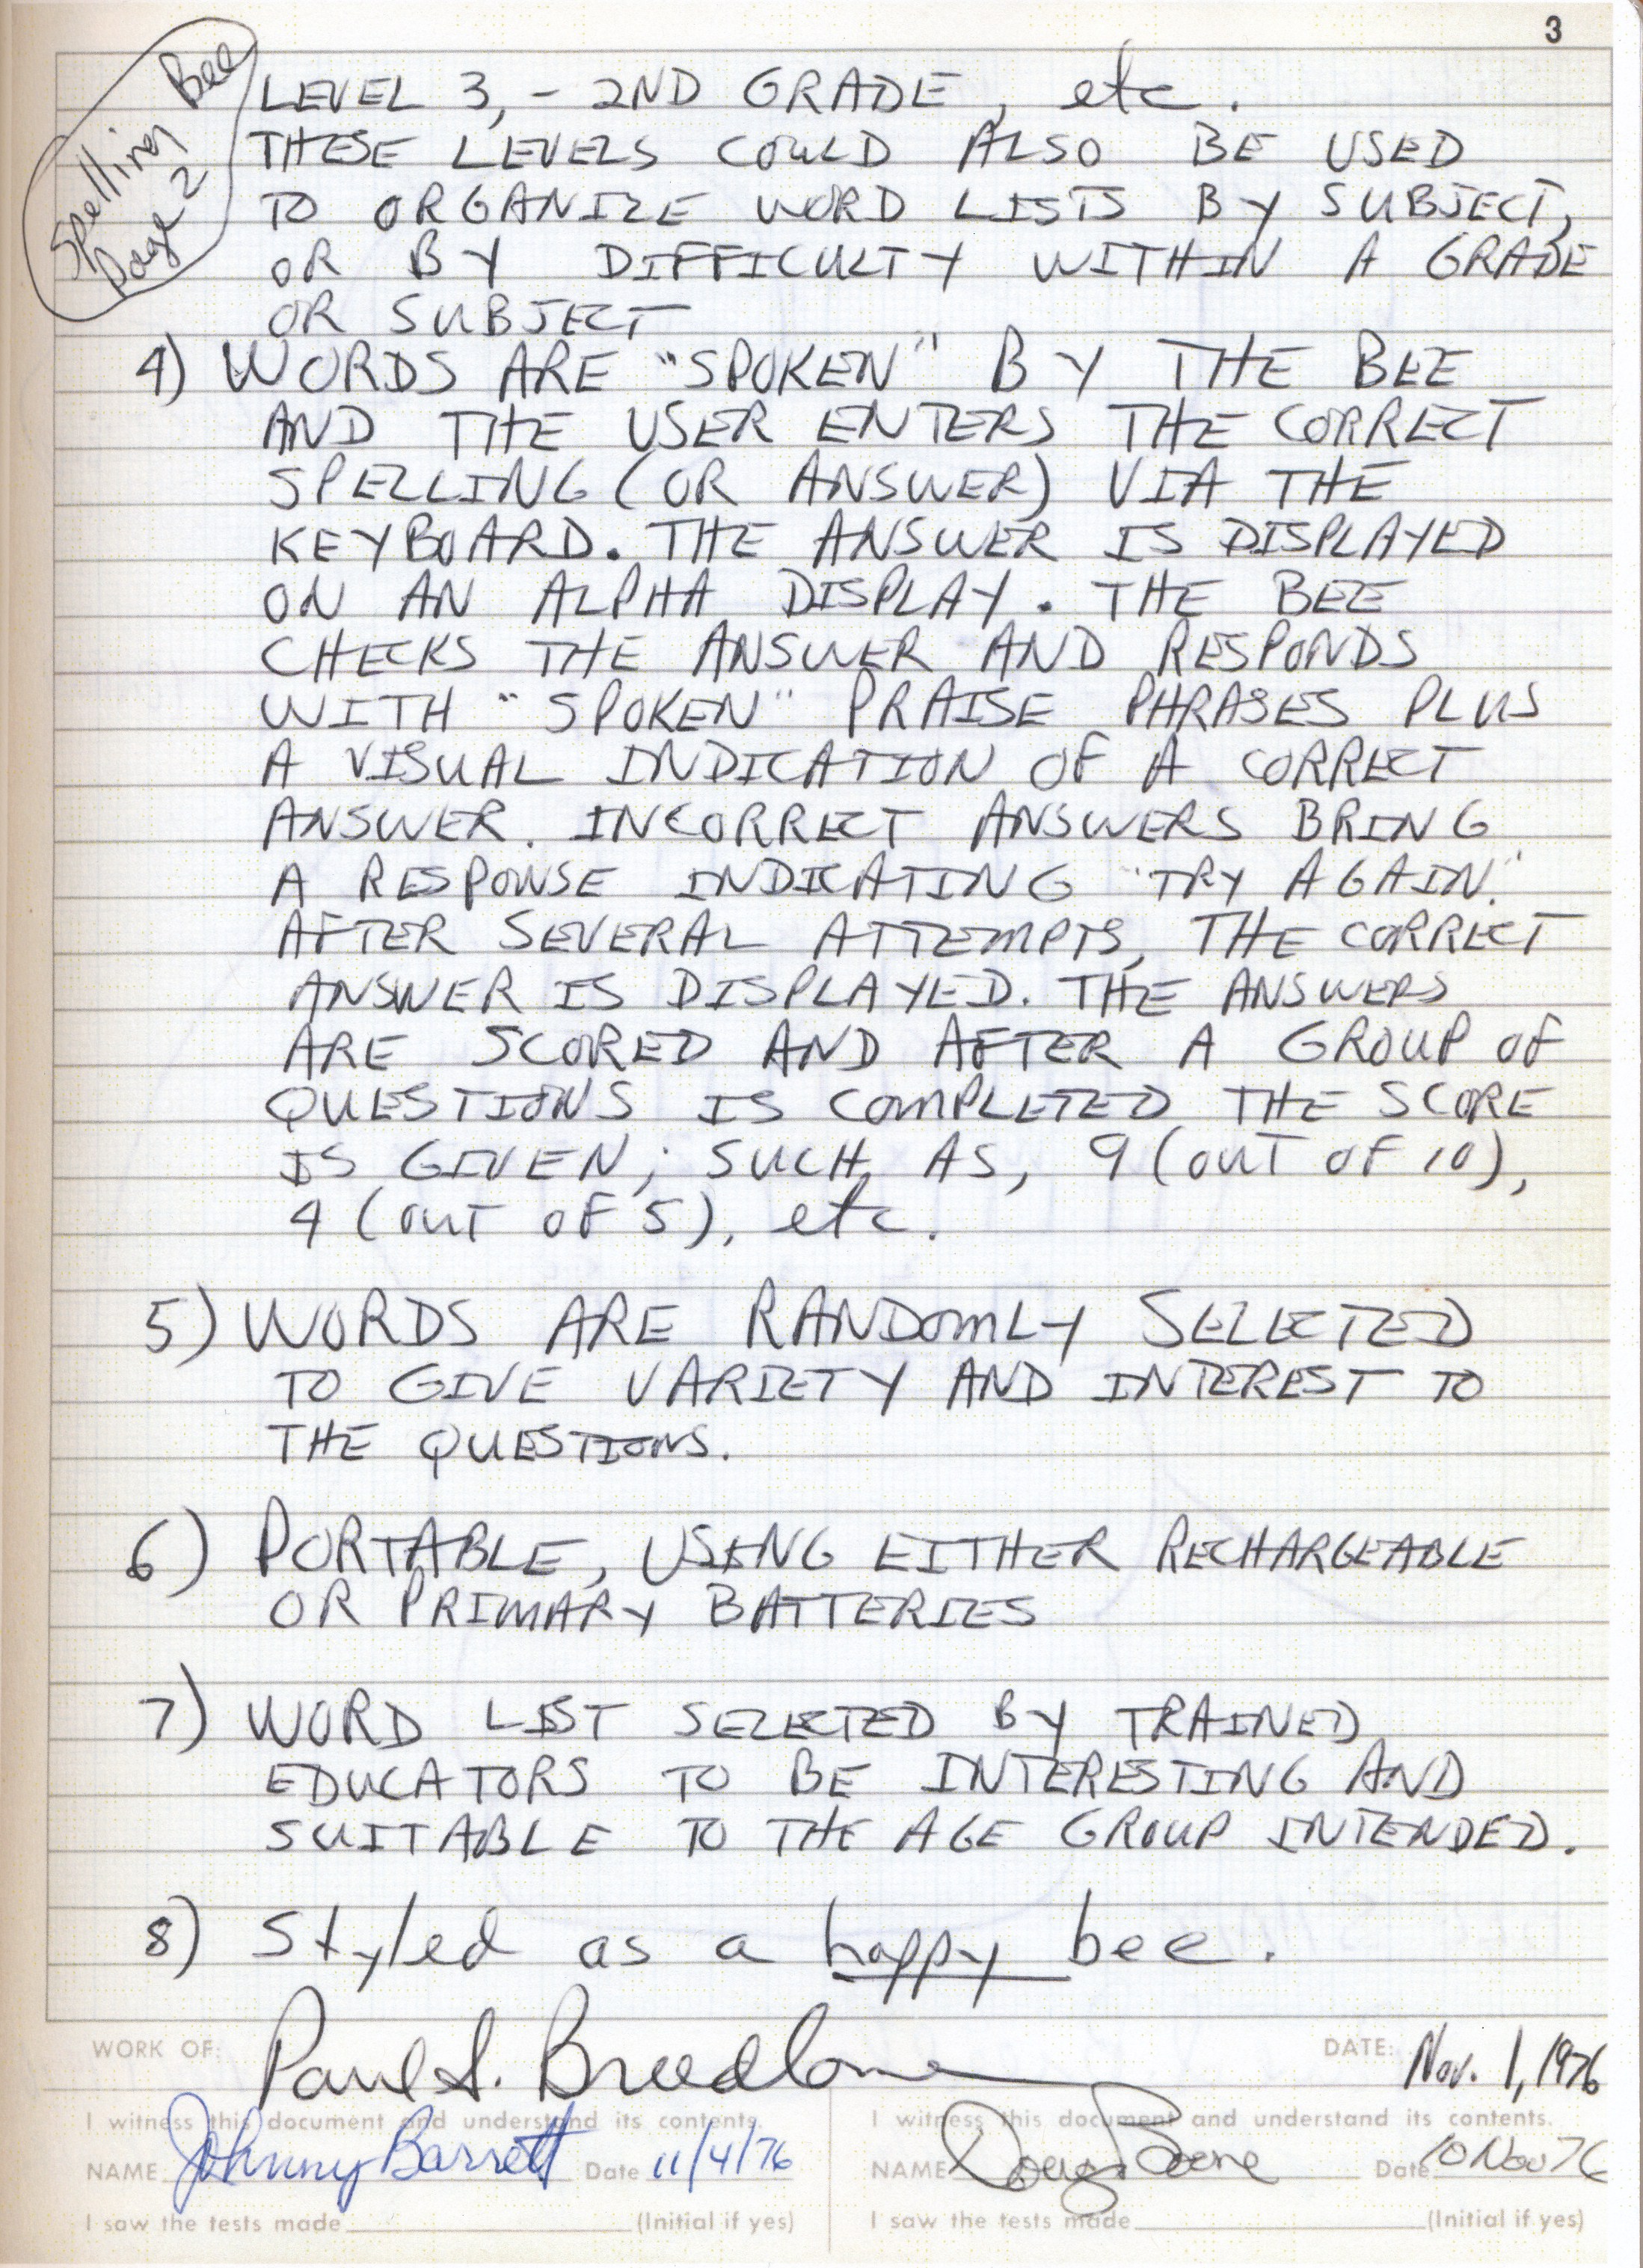 3
Spelling Bee
Page 2
LEVEL 3, - 2ND GRADE, etc.
THESE LEVELS COULD ALSO BE USED
TO ORGANIZE WORD LISTS BY SUBJECT,
OR BY DIFFICULTY WITHIN A GRADE
OR SUBJECT
4) WORDS ARE "SPOKEN" BY THE BEE
AND THE USER ENTERS THE CORRECT
SPELLING (OR ANSWER) VIA THE
KEYBOARD. THE ANSWER IS DISPLAYED
ON AN ALPHA DISPLAY. THE BEE
CHECKS THE ANSWER AND RESPONDS
WITH "SPOKEN" PRAISE PHRASES PLUS
A VISUAL INDICATION OF A CORRECT
ANSWER. INCORRECT ANSWERS BRING
A RESPONSE INDICATING "TRY AGAIN."
AFTER SEVERAL ATTEMPTS, THE CORRECT
ANSWER IS DISPLAYED. THE ANSWERS
ARE SCORED AND AFTER A GROUP OF
QUESTIONS IS COMPLETED THE SCORE
IS GIVEN; SUCH AS, 9 (OUT OF 10),
4 (OUT OF 5), etc.
5) WORDS ARE RANDOMLY SELECTED
TO GIVE VARIETY AND INTEREST TO
THE QUESTIONS.
6) PORTABLE, USING EITHER RECHARGEABLE
OR PRIMARY BATTERIES
7) WORD LIST SELECTED BY TRAINED
EDUCATORS TO BE INTERESTING AND
SUITABLE TO THE AGE GROUP INTENDED.
8) Styled as a happy bee.
WORK OF: Paul S. Breedlove DATE: Nov. 1, 1976
I witness this document and understand its contents. I witness this document and understand its contents.
NAME Johnny Barrett Date 11/4/76 NAME Doug Boone Date 10 Nov 76
I saw the tests made (Initial if yes) I saw the tests made (Initial if yes)